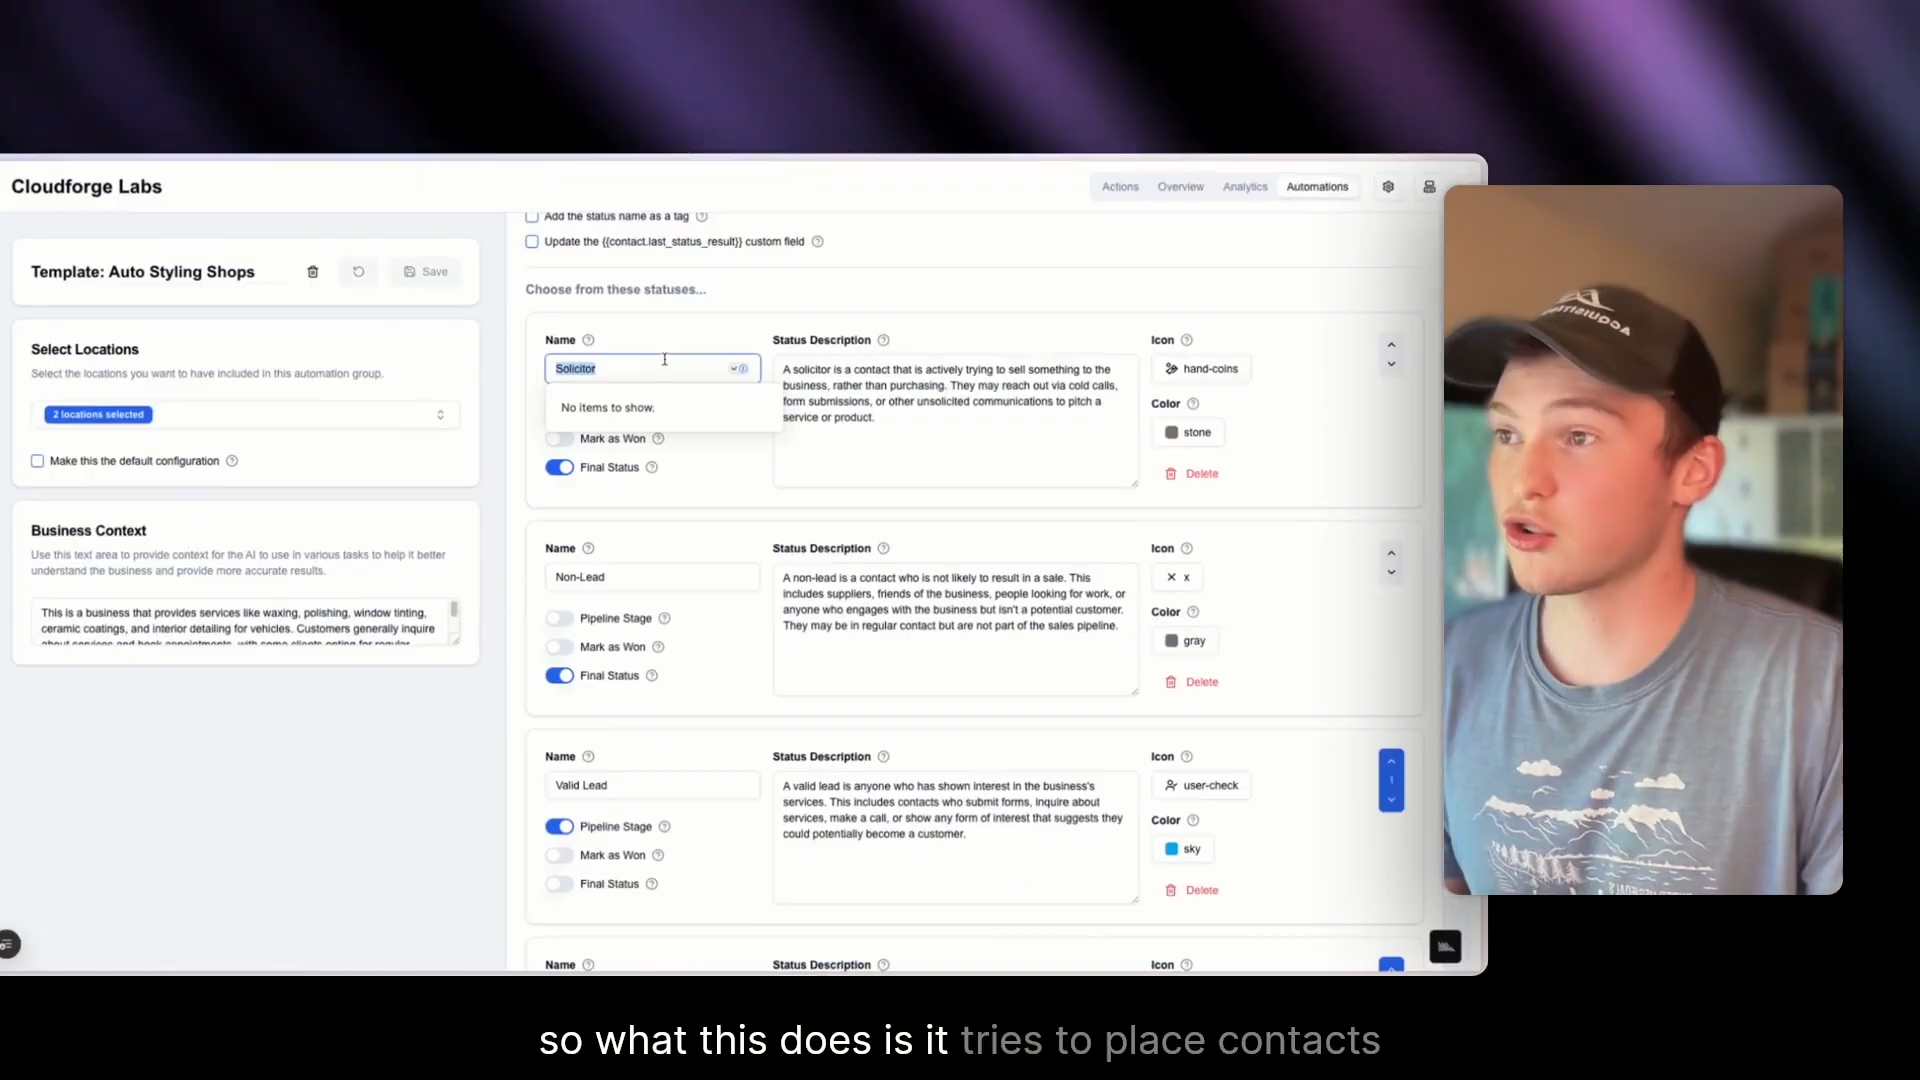 Cloudforge Labs
Actions
Overview
Analytics
Automations
Template: Auto Styling Shops
Save
Select Locations
Select the locations you want to have included in this automation group.
2 locations selected
Make this the default configuration
Business Context
Use this text area to provide context for the AI to use in various tasks to help it better
understand the business and provide more accurate results.
This is a business that provides services like waxing, polishing, window tinting,
ceramic coatings, and interior detailing for vehicles. Customers generally inquire
about services and book appointments, with some clients opting for regular
Add the status name as a tag
Update the {{contact.last_status_result}} custom field
Choose from these statuses...
Name
Status Description
Icon
Solicitor
A solicitor is a contact that is actively trying to sell something to the
business, rather than purchasing. They may reach out via cold calls,
form submissions, or other unsolicited communications to pitch a
service or product.
hand-coins
No items to show.
Color
stone
Mark as Won
Final Status
Delete
Name
Status Description
Icon
Non-Lead
A non-lead is a contact who is not likely to result in a sale. This
includes suppliers, friends of the business, people looking for work, or
anyone who engages with the business but isn't a potential customer.
They may be in regular contact but are not part of the sales pipeline.
x
Color
gray
Pipeline Stage
Mark as Won
Final Status
Delete
Name
Status Description
Icon
Valid Lead
A valid lead is anyone who has shown interest in the business's
services. This includes contacts who submit forms, inquire about
services, make a call, or show any form of interest that suggests they
could potentially become a customer.
user-check
1
Color
sky
Pipeline Stage
Mark as Won
Final Status
Delete
Name
Status Description
Icon
so what this does is it tries to place contacts